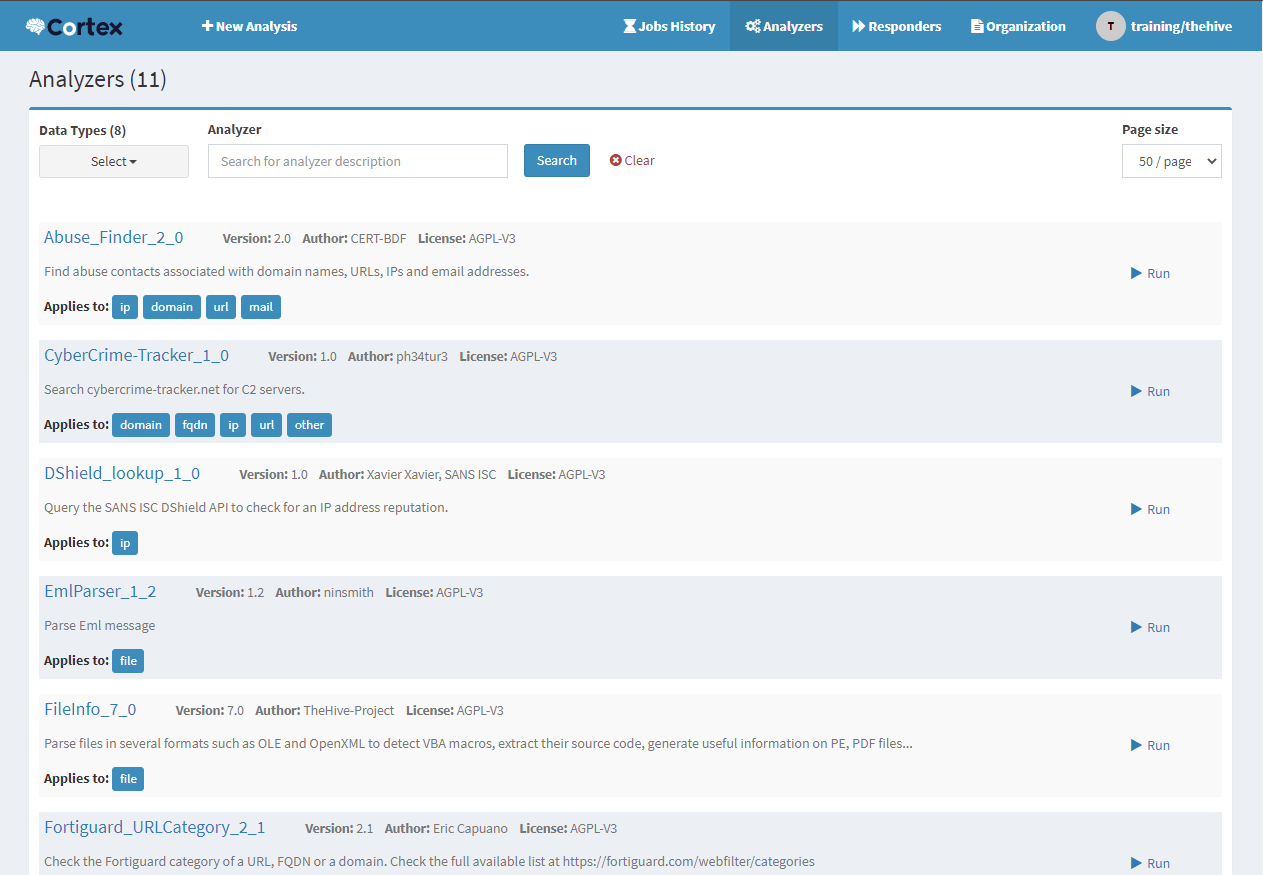 Cortex New Analysis Jobs History Analyzers Responders Organization T training/thehive
Analyzers (11)
Data Types (8) Analyzer Page size
Select Search for analyzer description Search Clear 50 / page
Abuse_Finder_2_0 Version: 2.0 Author: CERT-BDF License: AGPL-V3
Find abuse contacts associated with domain names, URLs, IPs and email addresses. Run
Applies to: ip domain url mail
CyberCrime-Tracker_1_0 Version: 1.0 Author: ph34tur3 License: AGPL-V3
Search cybercrime-tracker.net for C2 servers. Run
Applies to: domain fqdn ip url other
DShield_lookup_1_0 Version: 1.0 Author: Xavier Xavier, SANS ISC License: AGPL-V3
Query the SANS ISC DShield API to check for an IP address reputation. Run
Applies to: ip
EmlParser_1_2 Version: 1.2 Author: ninsmith License: AGPL-V3
Parse Eml message Run
Applies to: file
FileInfo_7_0 Version: 7.0 Author: TheHive-Project License: AGPL-V3
Parse files in several formats such as OLE and OpenXML to detect VBA macros, extract their source code, generate useful information on PE, PDF files... Run
Applies to: file
Fortiguard_URLCategory_2_1 Version: 2.1 Author: Eric Capuano License: AGPL-V3
Check the Fortiguard category of a URL, FQDN or a domain. Check the full available list at https://fortiguard.com/webfilter/categories Run